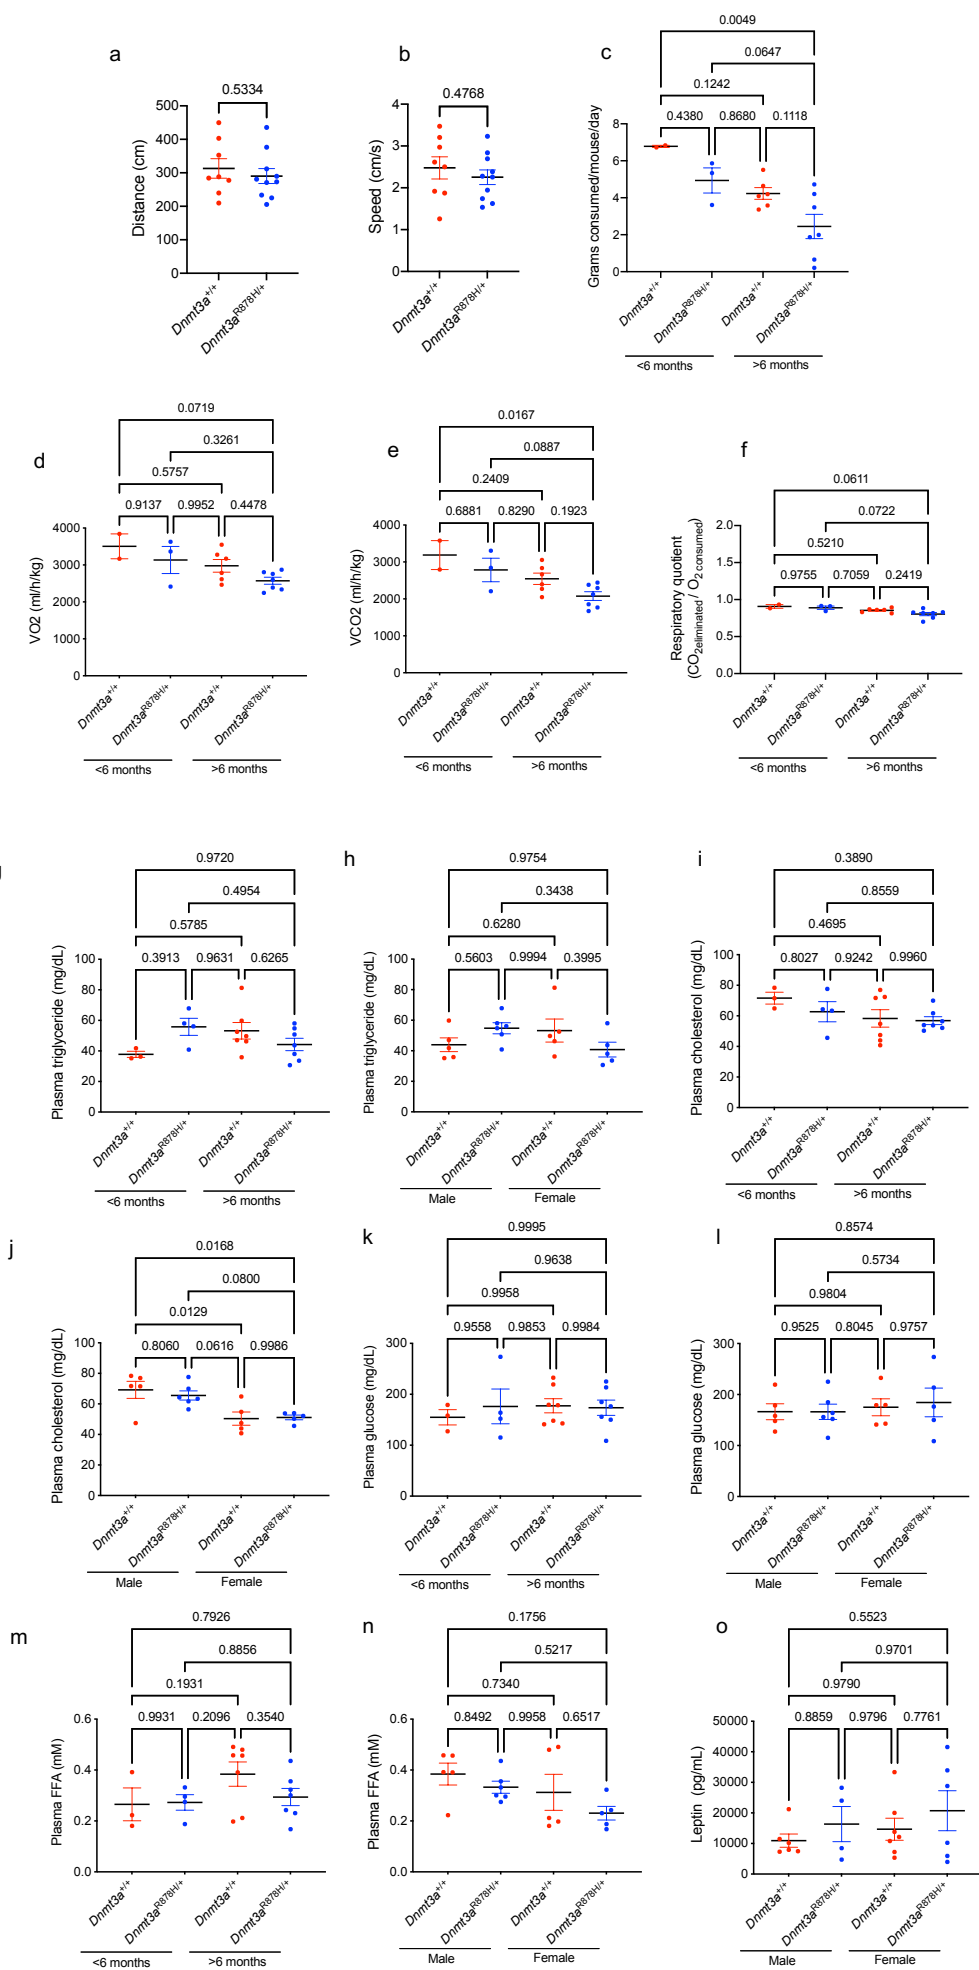 a
0.5334
Distance (cm)
500
400
300
200
100
0
Dnmt3a+/+
Dnmt3aR878H/+
b
0.4768
Speed (cm/s)
4
3
2
1
0
Dnmt3a+/+
Dnmt3aR878H/+
c
0.0049
0.0647
0.1242
0.4380 0.8680 0.1118
Grams consumed/mouse/day
8
6
4
2
0
Dnmt3a+/+
Dnmt3aR878H/+
Dnmt3a+/+
Dnmt3aR878H/+
<6 months >6 months
d
0.0719
0.3261
0.5757
0.9137 0.9952 0.4478
VO2 (ml/h/kg)
4000
3000
2000
1000
0
Dnmt3a+/+
Dnmt3aR878H/+
Dnmt3a+/+
Dnmt3aR878H/+
<6 months >6 months
e
0.0167
0.0887
0.2409
0.6881 0.8290 0.1923
VCO2 (ml/h/kg)
4000
3000
2000
1000
0
Dnmt3a+/+
Dnmt3aR878H/+
Dnmt3a+/+
Dnmt3aR878H/+
<6 months >6 months
f
0.0611
0.0722
0.5210
0.9755 0.7059 0.2419
Respiratory quotient
(CO2eliminated / O2 consumed)
2.0
1.5
1.0
0.5
0.0
Dnmt3a+/+
Dnmt3aR878H/+
Dnmt3a+/+
Dnmt3aR878H/+
<6 months >6 months
0.9720
0.4954
0.5785
0.3913 0.9631 0.6265
Plasma triglyceride (mg/dL)
100
80
60
40
20
0
Dnmt3a+/+
Dnmt3aR878H/+
Dnmt3a+/+
Dnmt3aR878H/+
<6 months >6 months
h
0.9754
0.3438
0.6280
0.5603 0.9994 0.3995
Plasma triglyceride (mg/dL)
100
80
60
40
20
0
Dnmt3a+/+
Dnmt3aR878H/+
Dnmt3a+/+
Dnmt3aR878H/+
Male Female
i
0.3890
0.8559
0.4695
0.8027 0.9242 0.9960
Plasma cholesterol (mg/dL)
100
80
60
40
20
0
Dnmt3a+/+
Dnmt3aR878H/+
Dnmt3a+/+
Dnmt3aR878H/+
<6 months >6 months
j
0.0168
0.0800
0.0129
0.8060 0.0616 0.9986
Plasma cholesterol (mg/dL)
100
80
60
40
20
0
Dnmt3a+/+
Dnmt3aR878H/+
Dnmt3a+/+
Dnmt3aR878H/+
Male Female
k
0.9995
0.9638
0.9958
0.9558 0.9853 0.9984
Plasma glucose (mg/dL)
300
200
100
0
Dnmt3a+/+
Dnmt3aR878H/+
Dnmt3a+/+
Dnmt3aR878H/+
<6 months >6 months
l
0.8574
0.5734
0.9804
0.9525 0.8045 0.9757
Plasma glucose (mg/dL)
300
200
100
0
Dnmt3a+/+
Dnmt3aR878H/+
Dnmt3a+/+
Dnmt3aR878H/+
Male Female
m
0.7926
0.8856
0.1931
0.9931 0.2096 0.3540
Plasma FFA (mM)
0.6
0.4
0.2
0.0
Dnmt3a+/+
Dnmt3aR878H/+
Dnmt3a+/+
Dnmt3aR878H/+
<6 months >6 months
n
0.1756
0.5217
0.7340
0.8492 0.9958 0.6517
Plasma FFA (mM)
0.6
0.4
0.2
0.0
Dnmt3a+/+
Dnmt3aR878H/+
Dnmt3a+/+
Dnmt3aR878H/+
Male Female
o
0.5523
0.9701
0.9790
0.8859 0.9796 0.7761
Leptin (pg/mL)
50000
40000
30000
20000
10000
0
Dnmt3a+/+
Dnmt3aR878H/+
Dnmt3a+/+
Dnmt3aR878H/+
Male Female